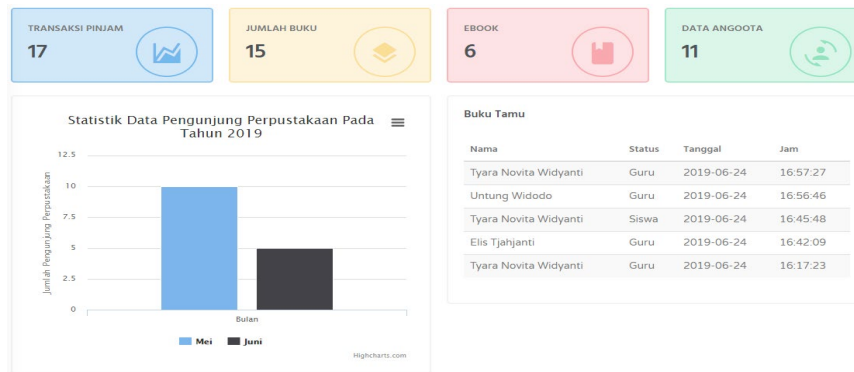 TRANSAKSI PINJAM
17
JUMLAH BUKU
15
EBOOK
6
DATA ANGOOTA
11
Statistik Data Pengunjung Perpustakaan Pada
Tahun 2019
Jumlah Pengunjung Perpustakaan
12.5
10
7.5
5
2.5
0
Bulan
Mei Juni
Highcharts.com
Buku Tamu
Nama Status Tanggal Jam
Tyara Novita Widyanti Guru 2019-06-24 16:57:27
Untung Widodo Guru 2019-06-24 16:56:46
Tyara Novita Widyanti Siswa 2019-06-24 16:45:48
Elis Tjahjanti Guru 2019-06-24 16:42:09
Tyara Novita Widyanti Guru 2019-06-24 16:17:23